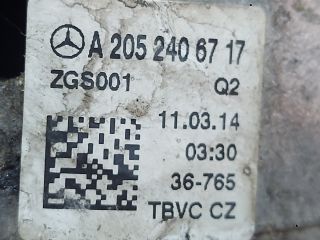 A 205 240 67 17
ZGS001 Q2
11.03.14
03:30
36-765
TBVC CZ